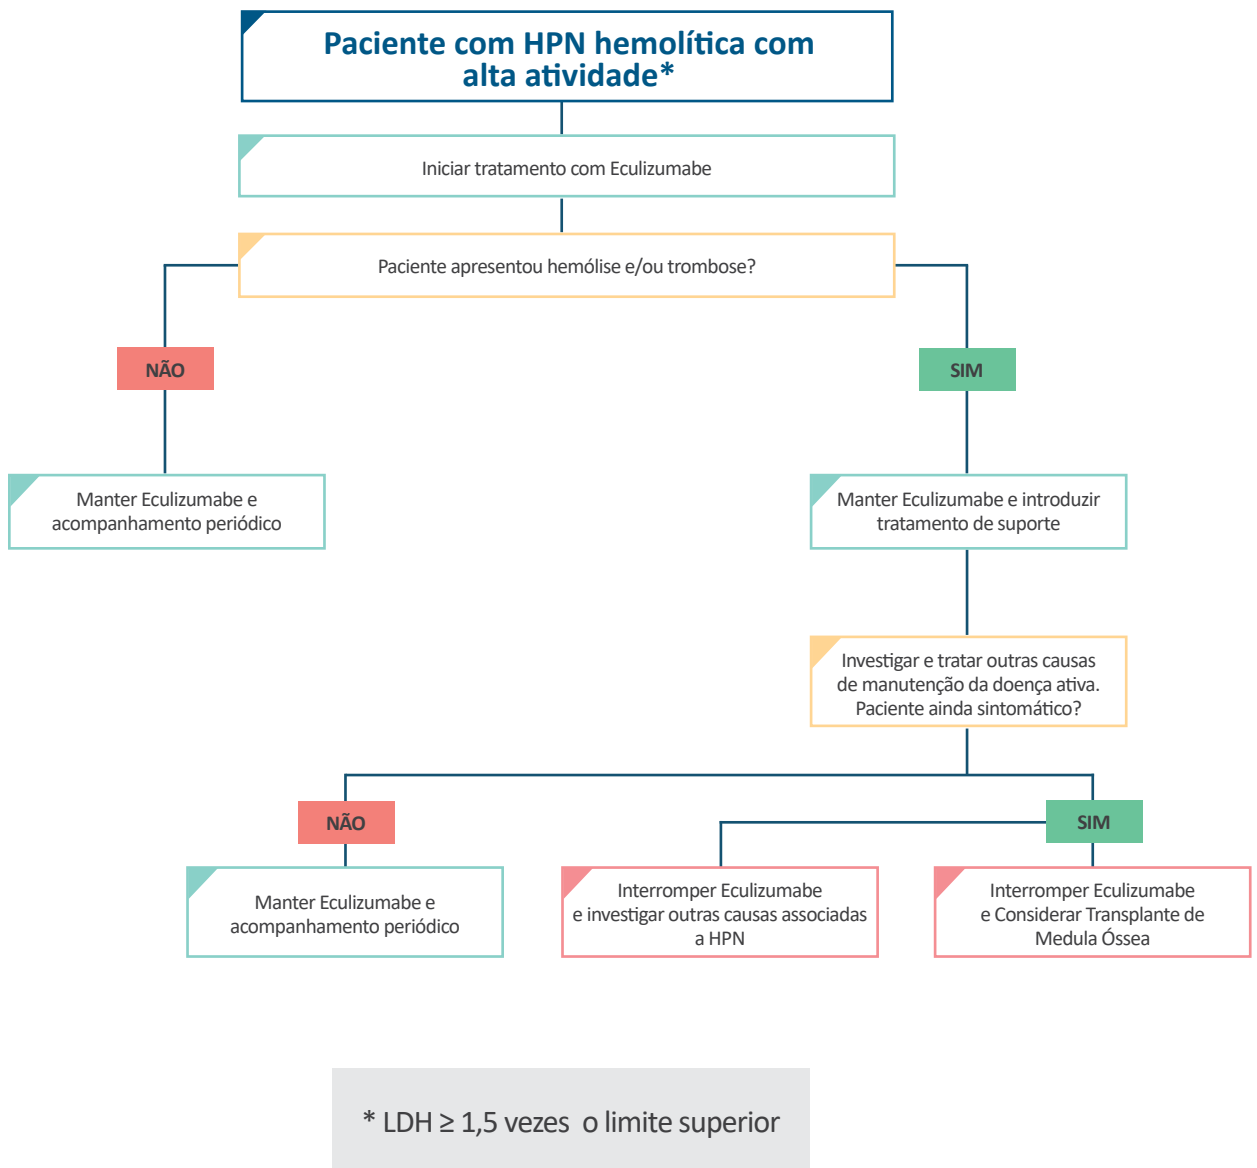 Paciente com HPN hemolítica com
alta atividade*
Iniciar tratamento com Eculizumabe
Paciente apresentou hemólise e/ou trombose?
NÃO
SIM
Manter Eculizumabe e
acompanhamento periódico
Manter Eculizumabe e introduzir
tratamento de suporte
Investigar e tratar outras causas
de manutenção da doença ativa.
Paciente ainda sintomático?
NÃO
SIM
Manter Eculizumabe e
acompanhamento periódico
Interromper Eculizumabe
e investigar outras causas associadas
a HPN
Interromper Eculizumabe
e Considerar Transplante de
Medula Óssea
* LDH ≥ 1,5 vezes o limite superior